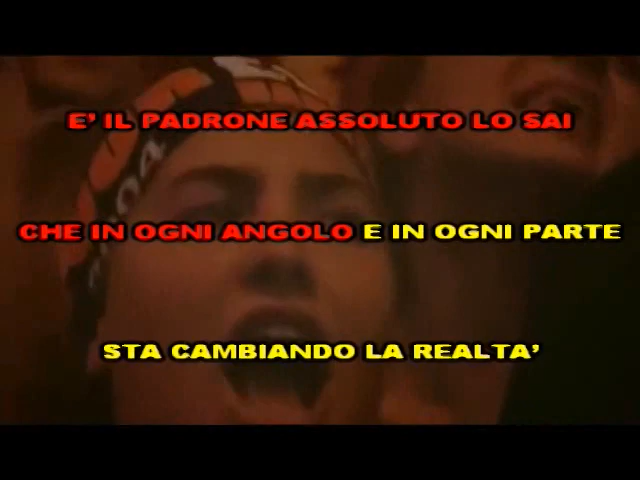 E' IL PADRONE ASSOLUTO LO SAI
CHE IN OGNI ANGOLO E IN OGNI PARTE
STA CAMBIANDO LA REALTA'